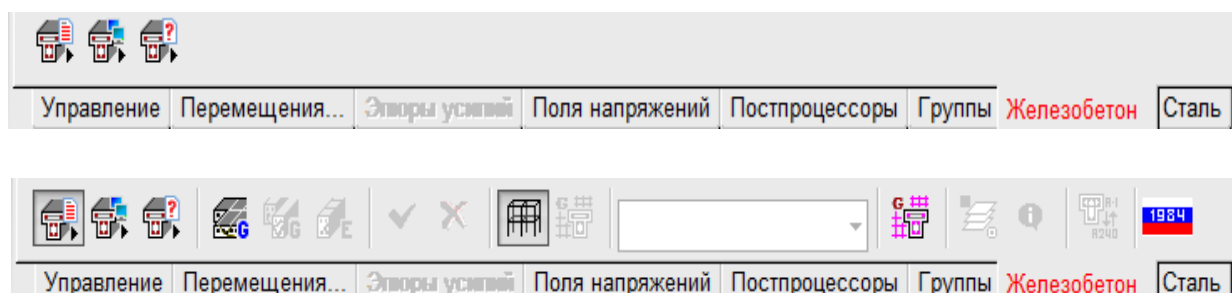 Управление Перемещения... Эпюры усилий Поля напряжений Постпроцессоры Группы Железобетон Сталь
G G E G G R-I R240 1984
Управление Перемещения... Эпюры усилий Поля напряжений Постпроцессоры Группы Железобетон Сталь